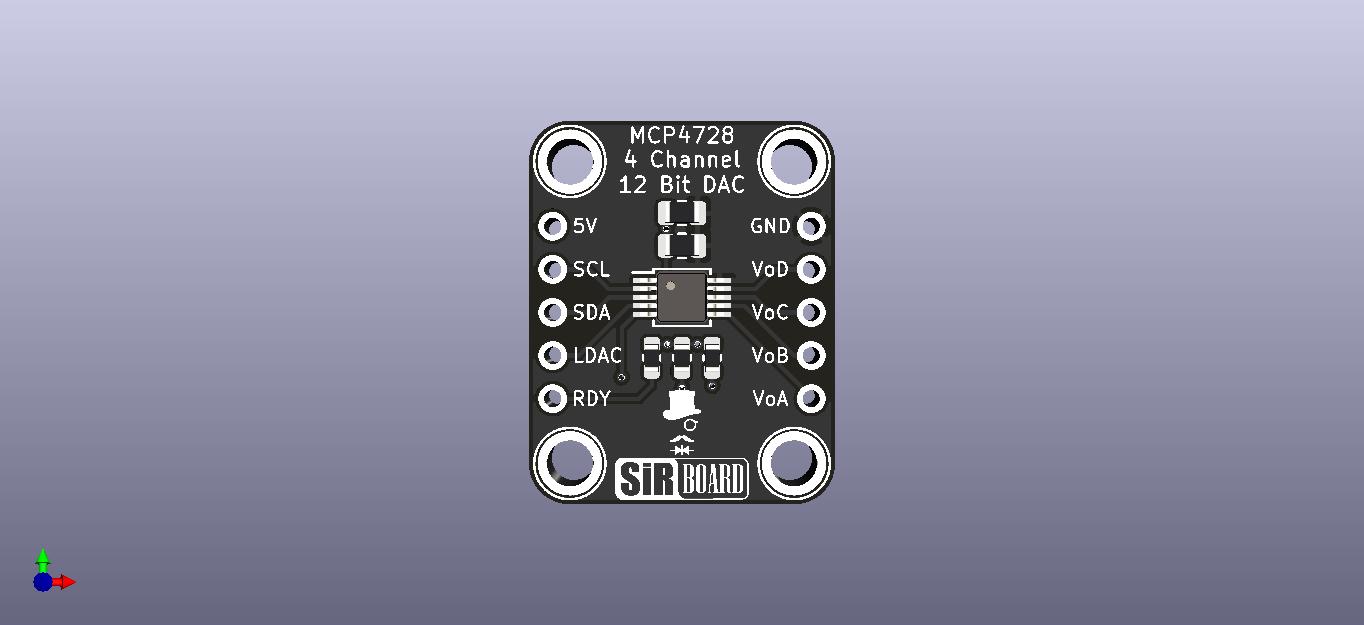 MCP4728
4 Channel
12 Bit DAC
5V GND
SCL VoD
SDA VoC
LDAC VoB
RDY VoA
SiR BOARD